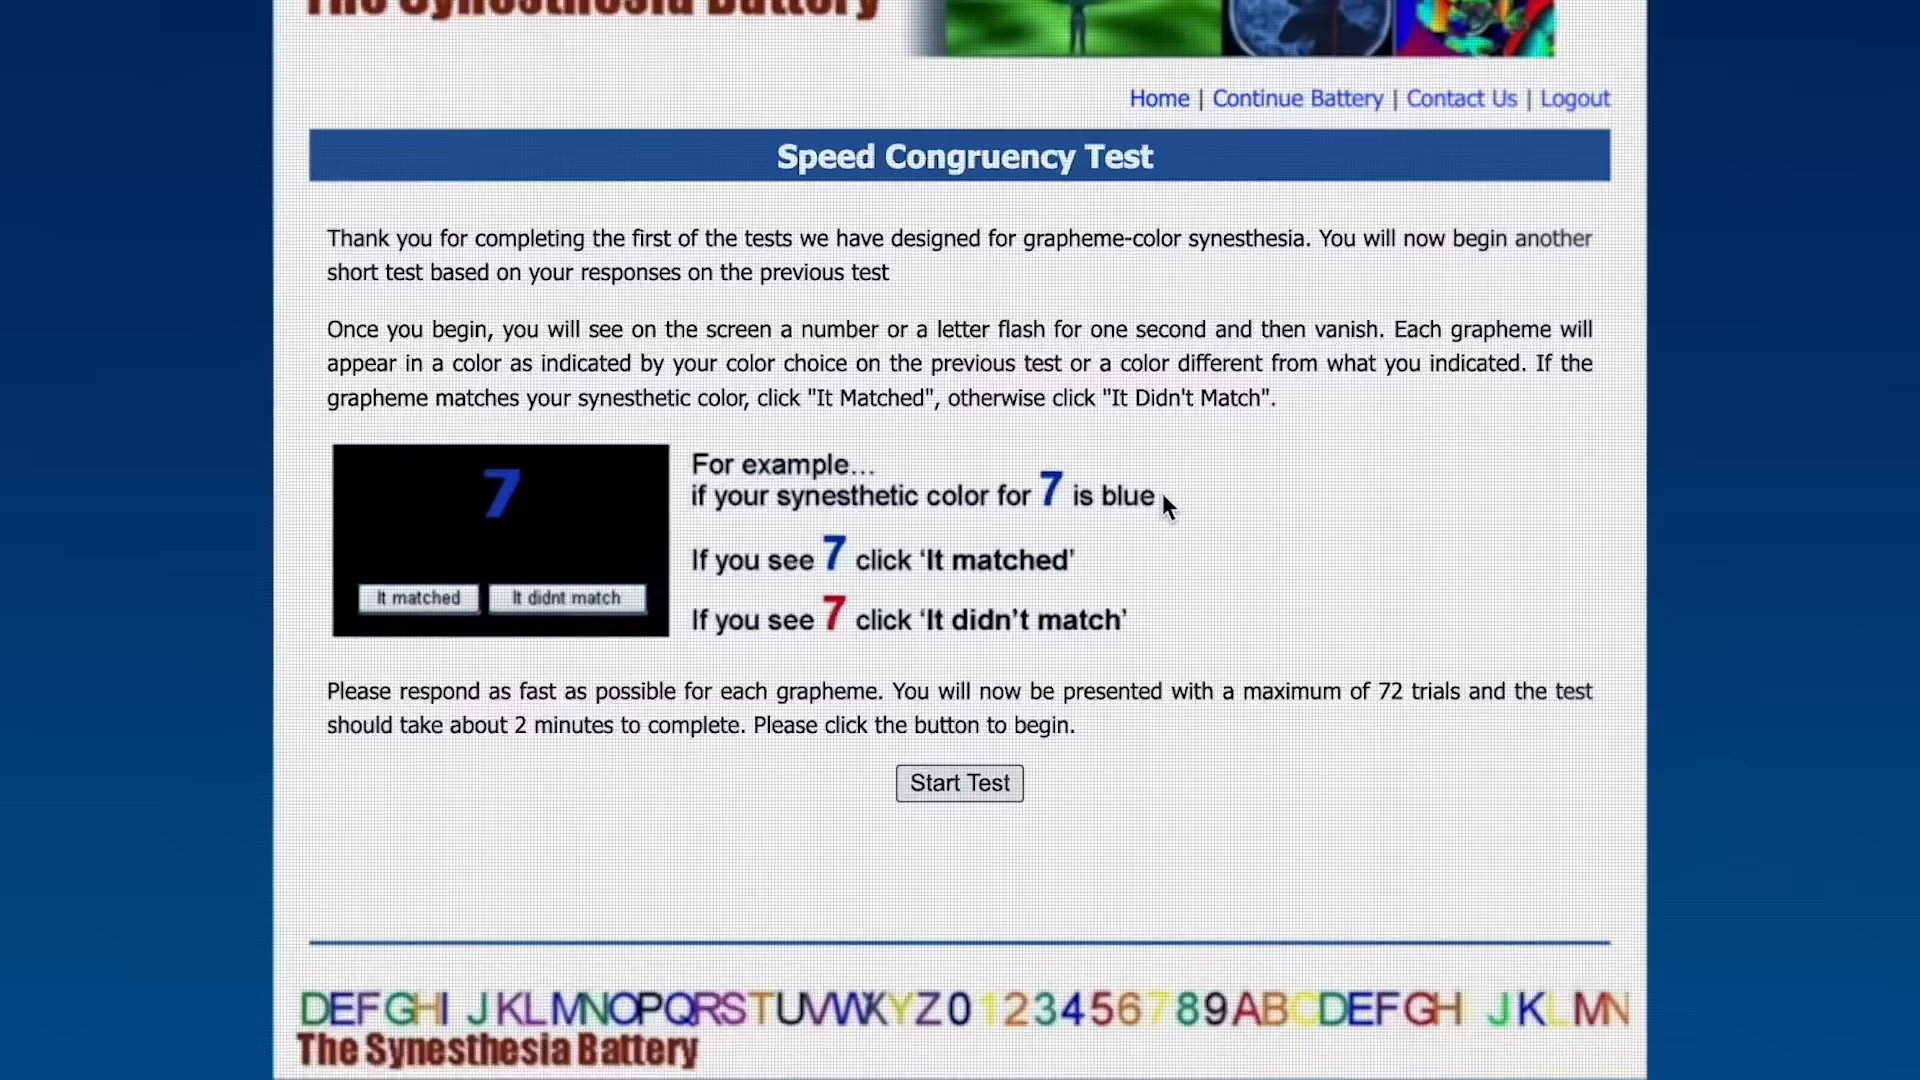 The Synesthesia Battery
Home | Continue Battery | Contact Us | Logout
Speed Congruency Test
Thank you for completing the first of the tests we have designed for grapheme-color synesthesia. You will now begin another
short test based on your responses on the previous test
Once you begin, you will see on the screen a number or a letter flash for one second and then vanish. Each grapheme will
appear in a color as indicated by your color choice on the previous test or a color different from what you indicated. If the
grapheme matches your synesthetic color, click "It Matched", otherwise click "It Didn't Match".
7
It matched It didnt match
For example...
if your synesthetic color for 7 is blue
If you see 7 click ‘It matched’
If you see 7 click ‘It didn’t match’
Please respond as fast as possible for each grapheme. You will now be presented with a maximum of 72 trials and the test
should take about 2 minutes to complete. Please click the button to begin.
Start Test
DEFGHI JKLMNOPQRSTUVWXYZ0123456789ABCDEFGH JKLMN
The Synesthesia Battery